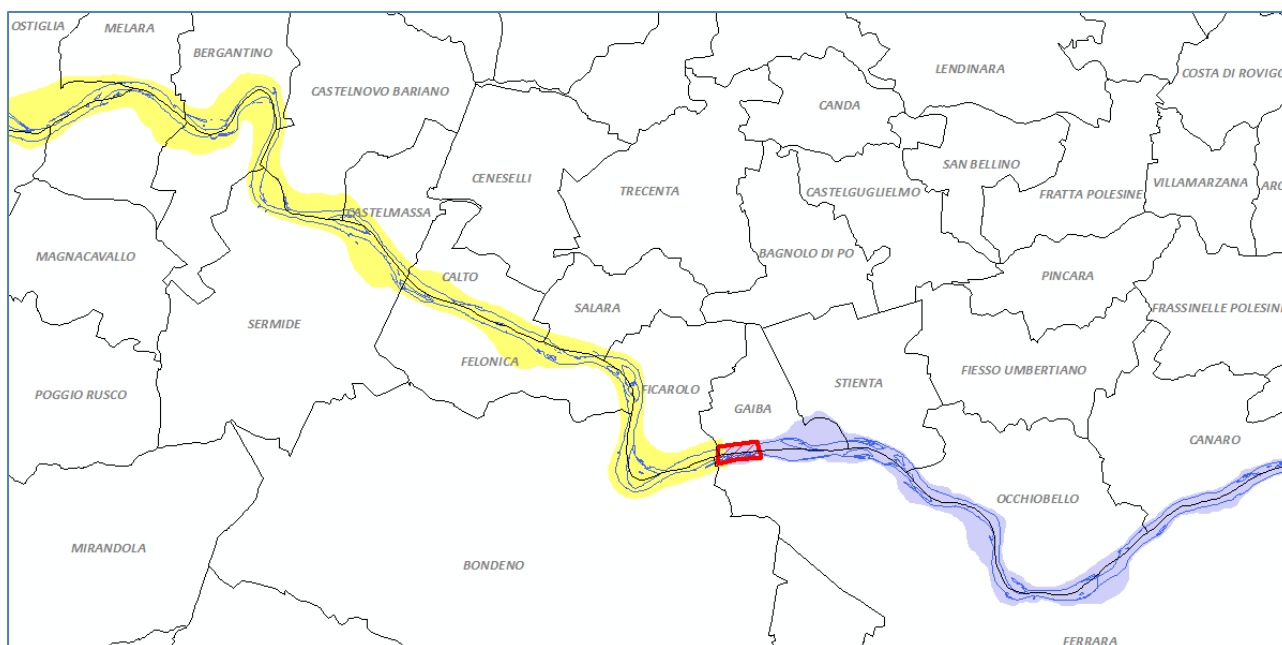 OSTIGLIA
MELARA
BERGANTINO
LENDINARA
COSTA DI ROVIGO
CASTELNOVO BARIANO
CANDA
SAN BELLINO
CENESELLI
TRECENTA
CASTELGUGLIELMO
FRATTA POLESINE
VILLAMARZANA
ARQ
CASTELMASSA
MAGNACAVALLO
BAGNOLO DI PO
CALTO
PINCARA
SALARA
FRASSINELLE POLESINE
SERMIDE
FELONICA
POGGIO RUSCO
FICAROLO
STIENTA
FIESSO UMBERTIANO
GAIBA
CANARO
OCCHIOBELLO
MIRANDOLA
BONDENO
FERRARA